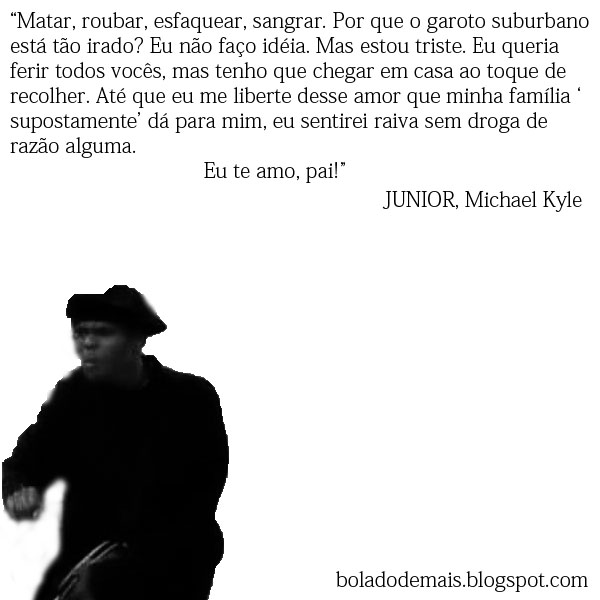 “Matar, roubar, esfaquear, sangrar. Por que o garoto suburbano
está tão irado? Eu não faço idéia. Mas estou triste. Eu queria
ferir todos vocês, mas tenho que chegar em casa ao toque de
recolher. Até que eu me liberte desse amor que minha família ‘
supostamente’ dá para mim, eu sentirei raiva sem droga de
razão alguma.
Eu te amo, pai!”
JUNIOR, Michael Kyle
boladodemais.blogspot.com